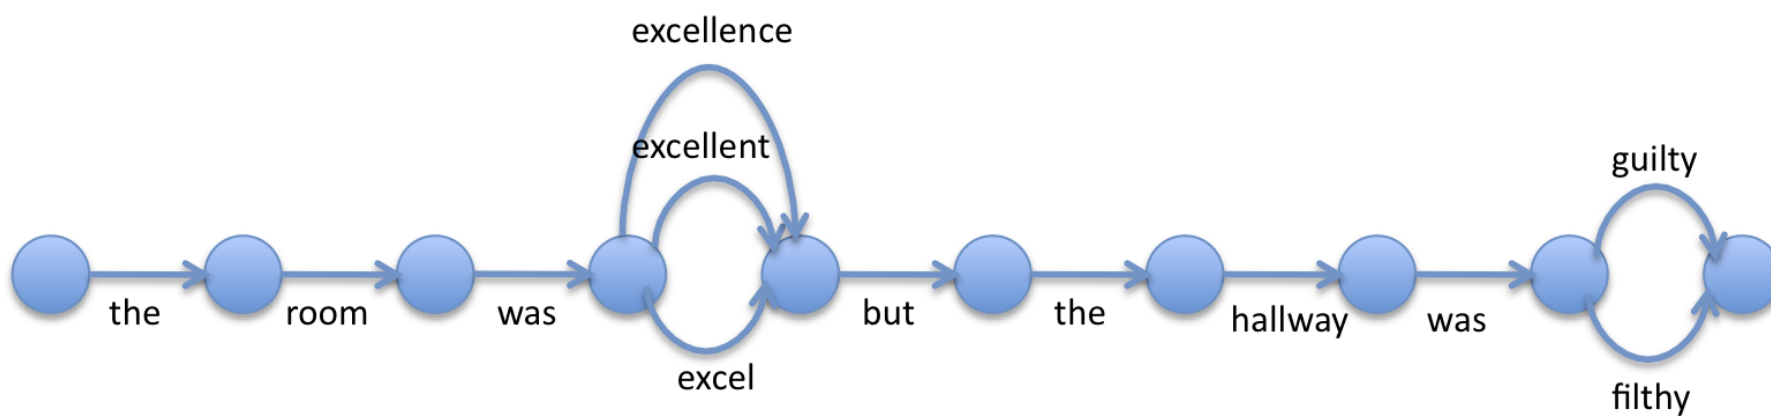 excellence
excellent
guilty
the room was but the hallway was
excel
filthy